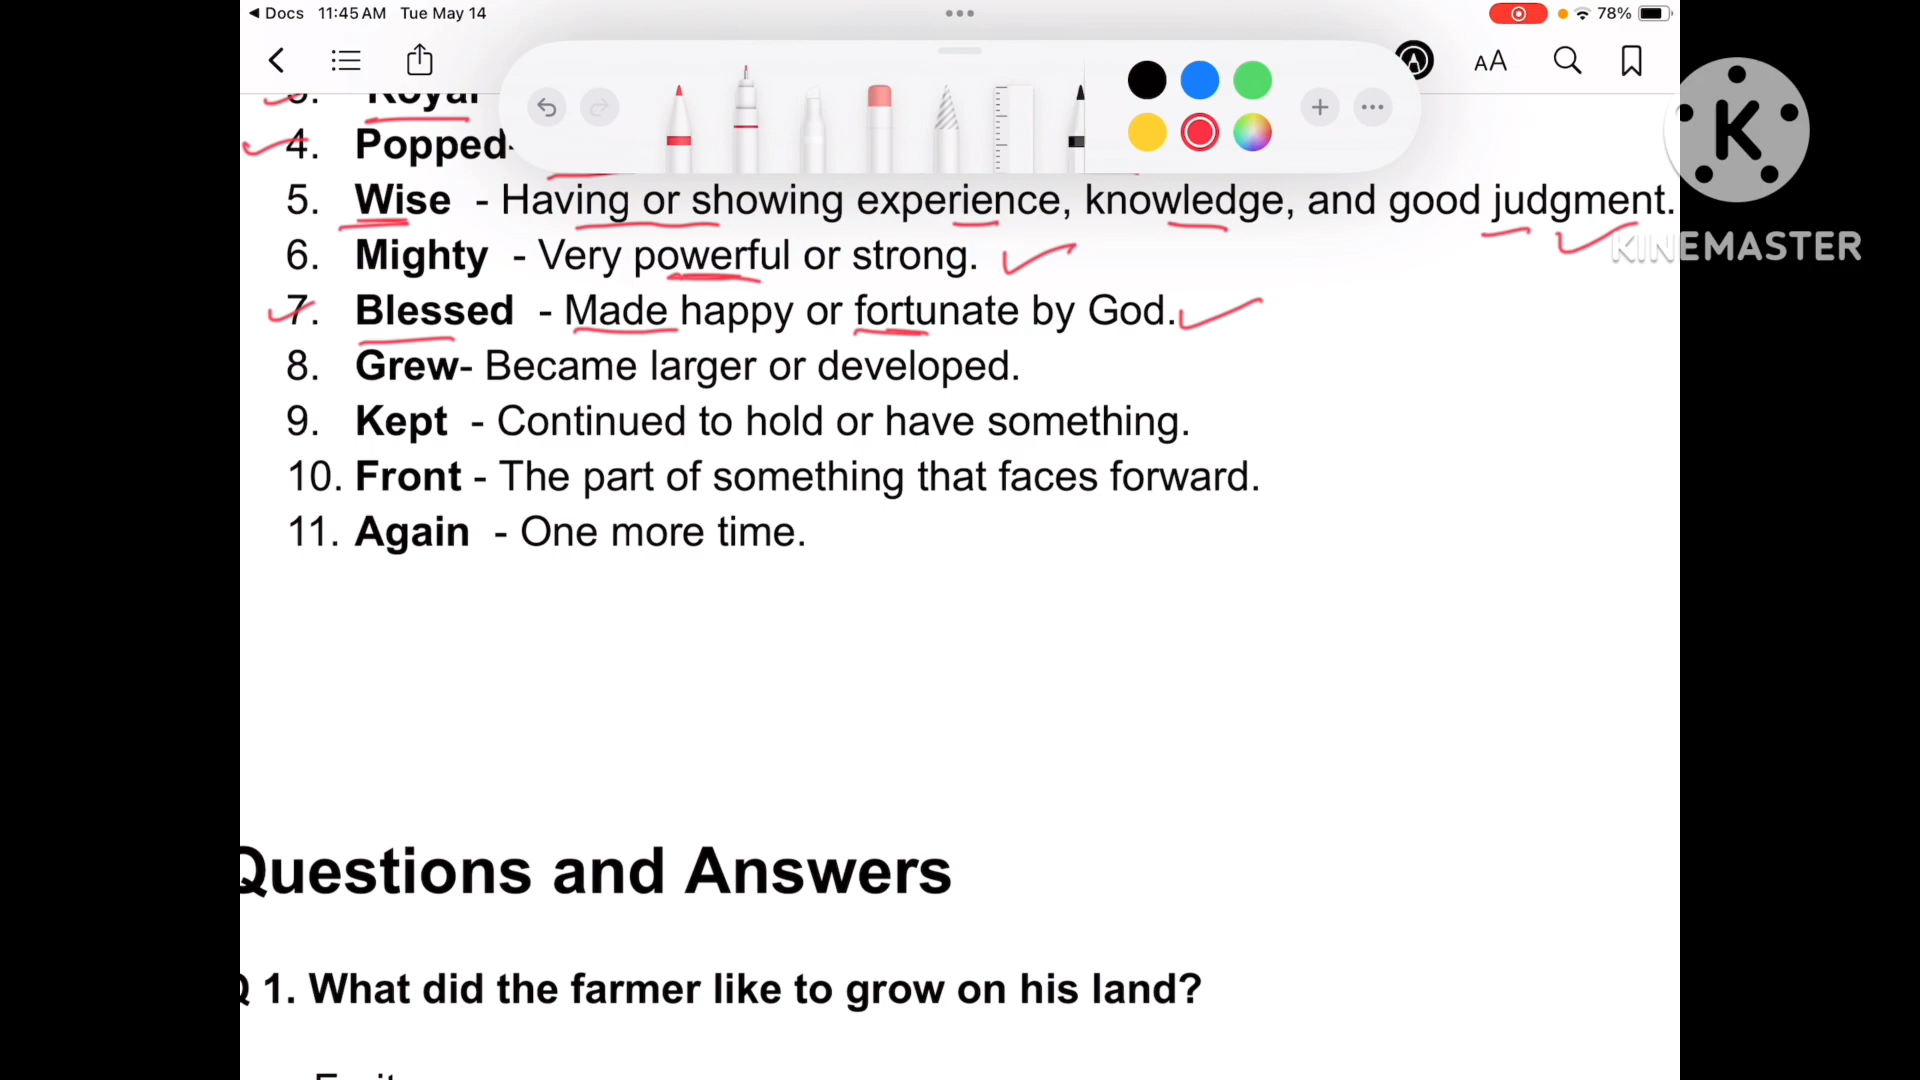 ◀ Docs 11:45 AM Tue May 14 78%
AA
3. Royal
4. Popped-
5. Wise - Having or showing experience, knowledge, and good judgment.
6. Mighty - Very powerful or strong.
7. Blessed - Made happy or fortunate by God.
8. Grew- Became larger or developed.
9. Kept - Continued to hold or have something.
10. Front - The part of something that faces forward.
11. Again - One more time.
Questions and Answers
Q 1. What did the farmer like to grow on his land?
K
KINEMASTER